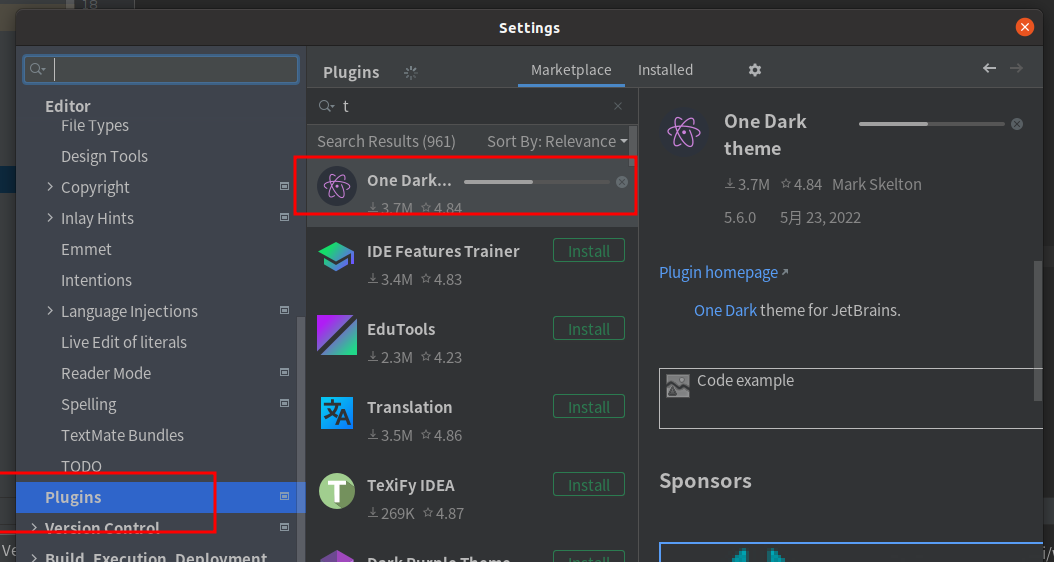 18
Settings
Editor
File Types
Design Tools
Copyright
Inlay Hints
Emmet
Intentions
Language Injections
Live Edit of literals
Reader Mode
Spelling
TextMate Bundles
TODO
Plugins
Version Control
Build, Execution, Deployment
Plugins
Marketplace
Installed
t
Search Results (961)
Sort By: Relevance
One Dark...
3.7M 4.84
IDE Features Trainer
Install
3.4M 4.83
EduTools
Install
2.3M 4.23
Translation
Install
3.5M 4.86
TeXiFy IDEA
Install
269K 4.87
Dark Purple Theme
Install
One Dark
theme
3.7M 4.84 Mark Skelton
5.6.0 5月 23, 2022
Plugin homepage
One Dark theme for JetBrains.
Code example
Sponsors
Ve
i/v